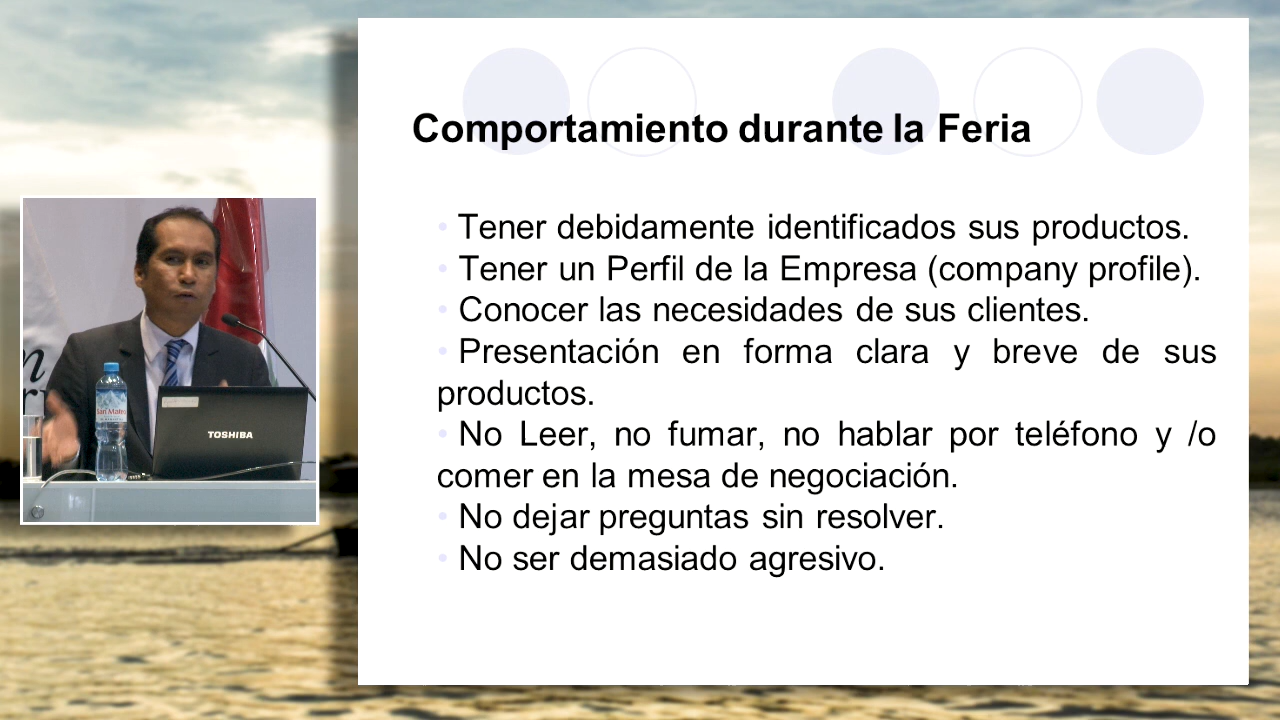 Comportamiento durante la Feria
• Tener debidamente identificados sus productos.
• Tener un Perfil de la Empresa (company profile).
• Conocer las necesidades de sus clientes.
• Presentación en forma clara y breve de sus
productos.
• No Leer, no fumar, no hablar por teléfono y /o
comer en la mesa de negociación.
• No dejar preguntas sin resolver.
• No ser demasiado agresivo.
San Mateo
TOSHIBA